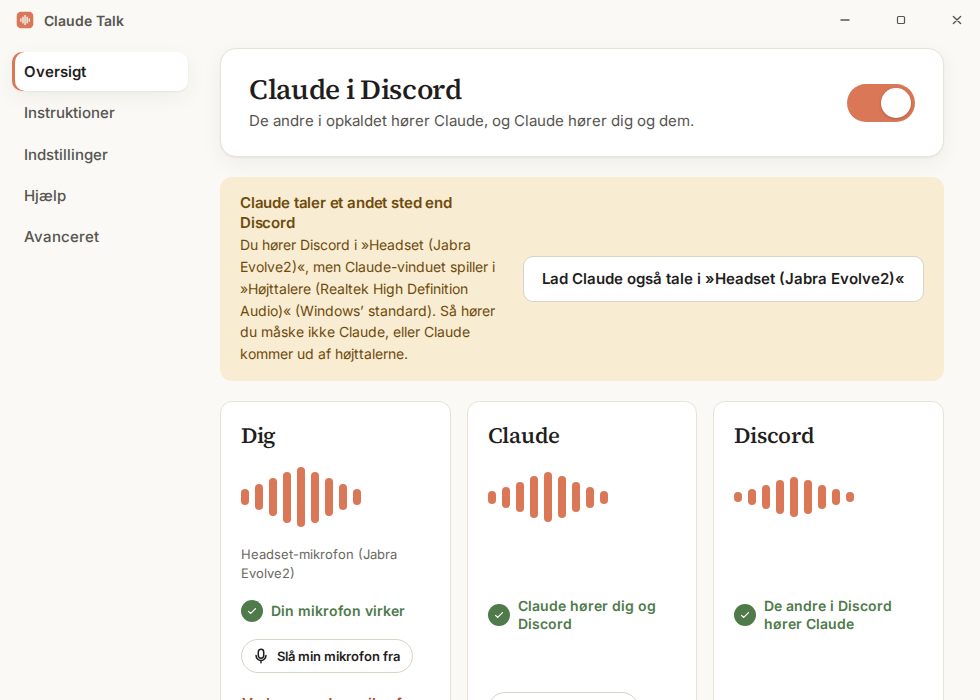 Claude Talk
Oversigt
Instruktioner
Indstillinger
Hjælp
Avanceret
Claude i Discord
De andre i opkaldet hører Claude, og Claude hører dig og dem.
Claude taler et andet sted end
Discord
Du hører Discord i »Headset (Jabra
Evolve2)«, men Claude-vinduet spiller i
»Højttalere (Realtek High Definition
Audio)« (Windows’ standard). Så hører
du måske ikke Claude, eller Claude
kommer ud af højttalerne.
Lad Claude også tale i »Headset (Jabra Evolve2)«
Dig
Headset-mikrofon (Jabra
Evolve2)
Din mikrofon virker
Slå min mikrofon fra
Claude
Claude hører dig og
Discord
Discord
De andre i Discord
hører Claude